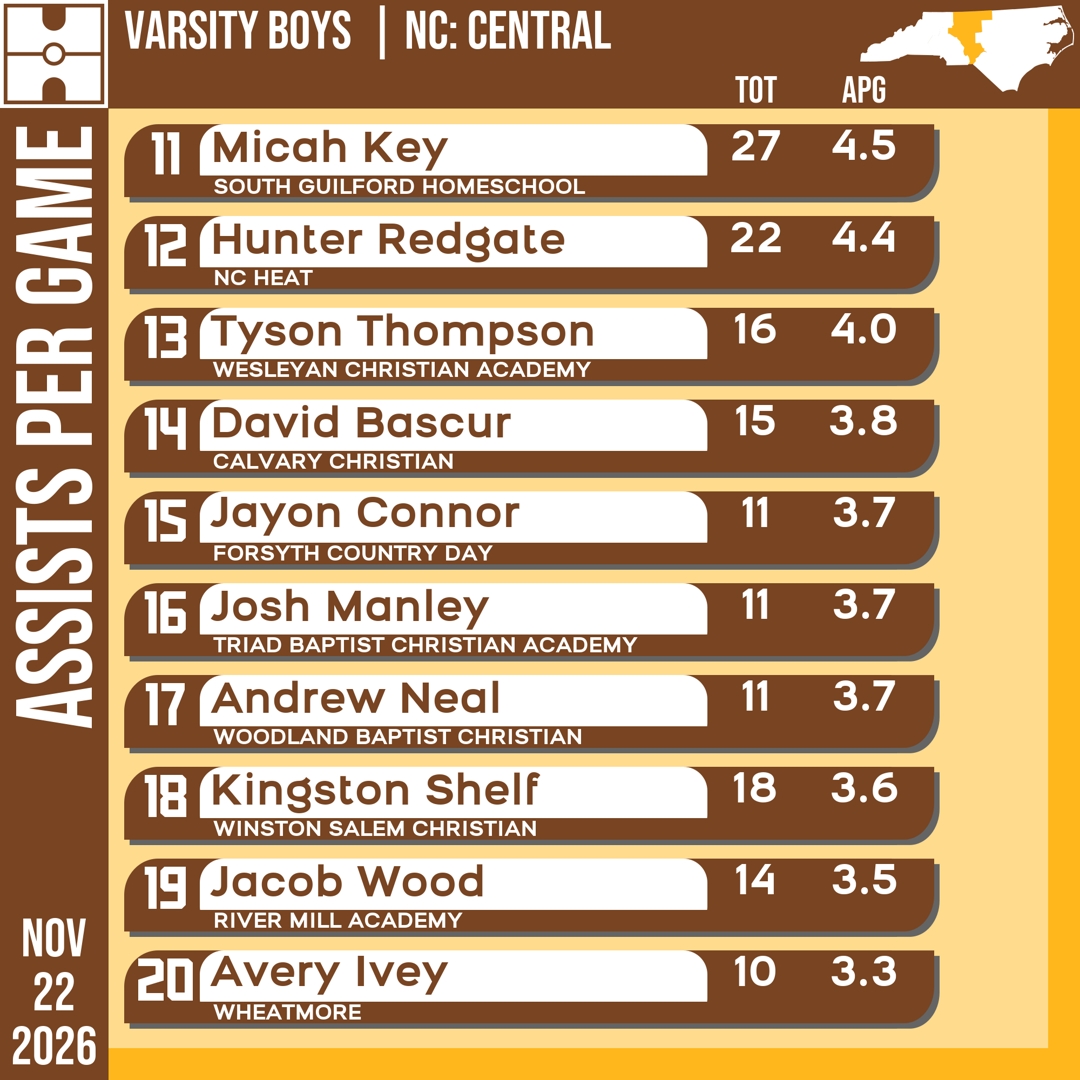 VARSITY BOYS | NC: CENTRAL
TOT APG
ASSISTS PER GAME
11 Micah Key 27 4.5
SOUTH GUILFORD HOMESCHOOL
12 Hunter Redgate 22 4.4
NC HEAT
13 Tyson Thompson 16 4.0
WESLEYAN CHRISTIAN ACADEMY
14 David Bascur 15 3.8
CALVARY CHRISTIAN
15 Jayon Connor 11 3.7
FORSYTH COUNTRY DAY
16 Josh Manley 11 3.7
TRIAD BAPTIST CHRISTIAN ACADEMY
17 Andrew Neal 11 3.7
WOODLAND BAPTIST CHRISTIAN
18 Kingston Shelf 18 3.6
WINSTON SALEM CHRISTIAN
19 Jacob Wood 14 3.5
RIVER MILL ACADEMY
20 Avery Ivey 10 3.3
WHEATMORE
NOV
22
2026